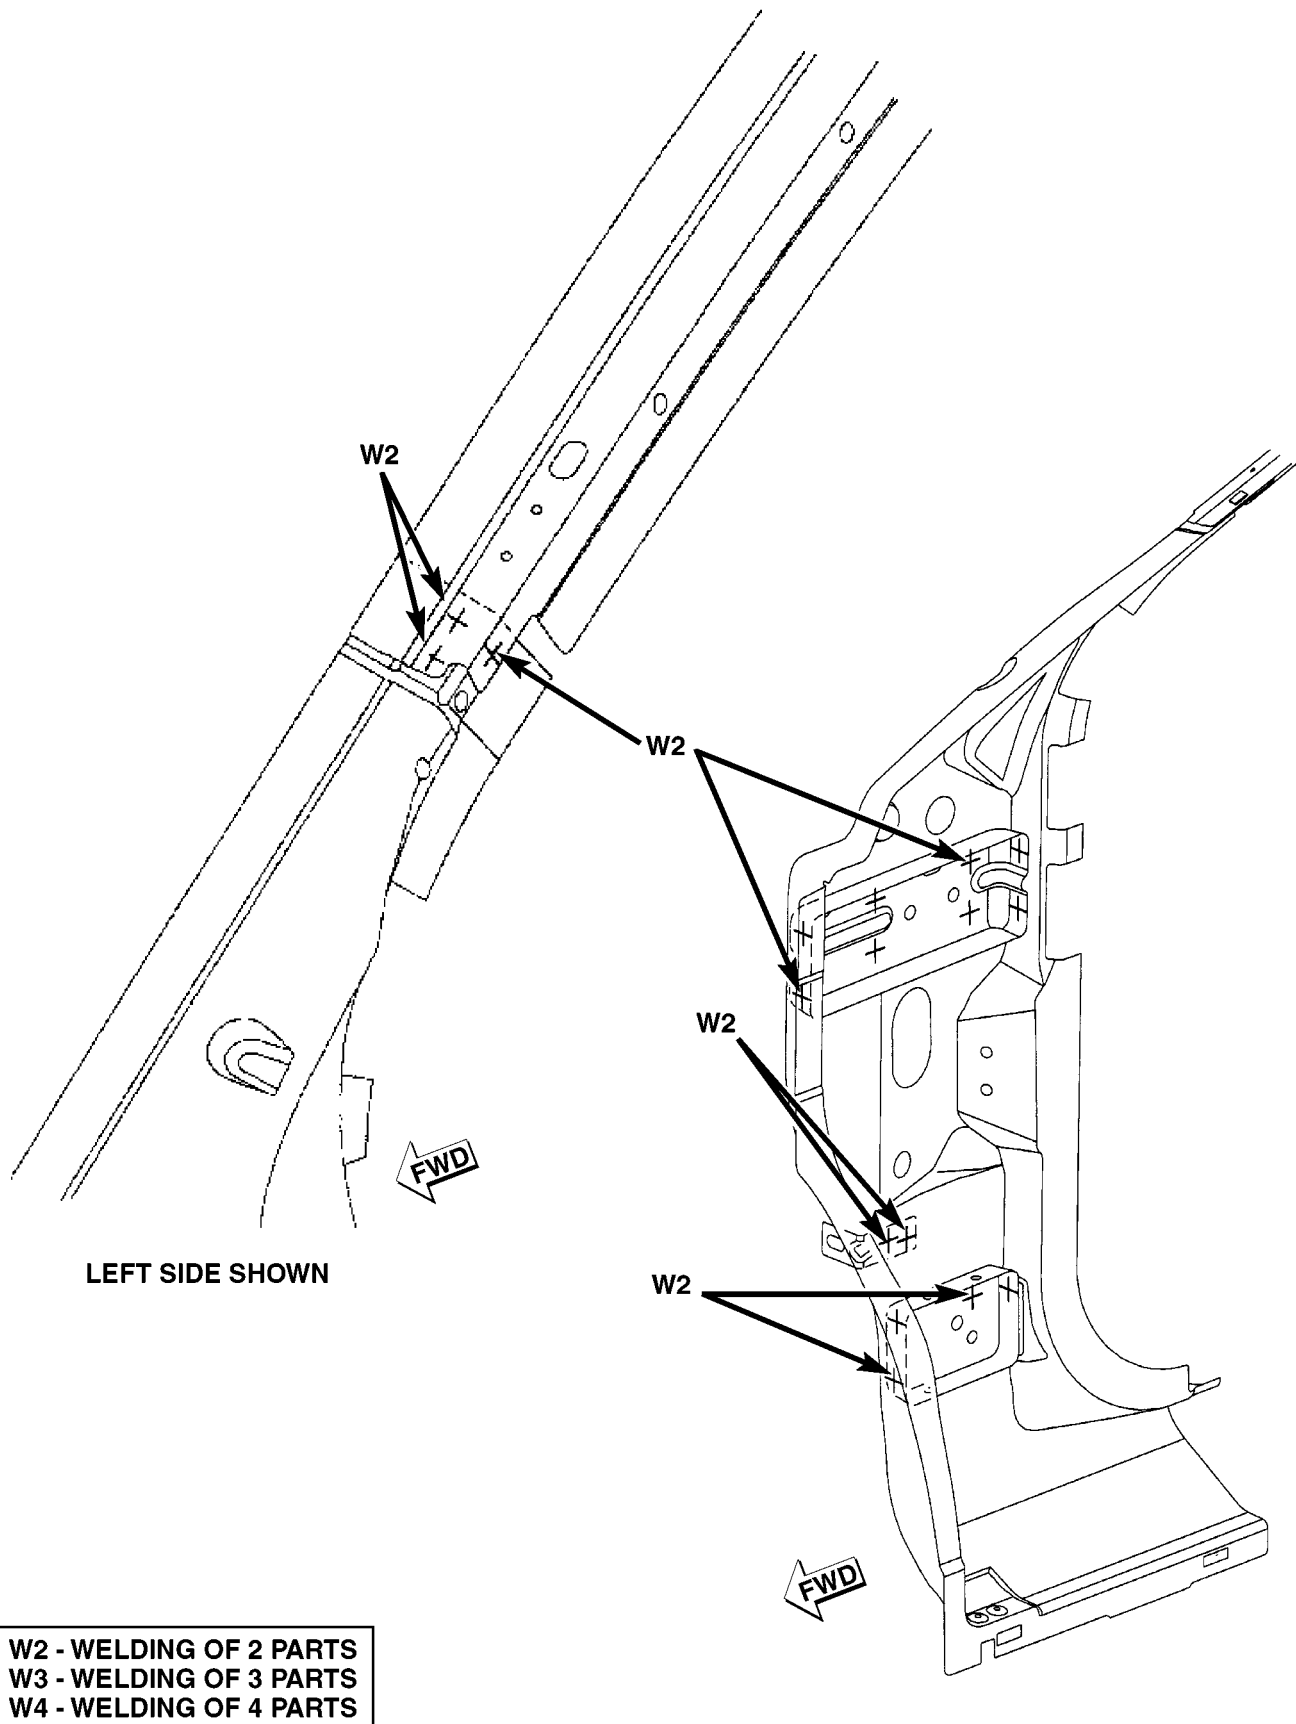 W2
W2
W2
FWD
LEFT SIDE SHOWN
W2
FWD
W2 - WELDING OF 2 PARTS
W3 - WELDING OF 3 PARTS
W4 - WELDING OF 4 PARTS